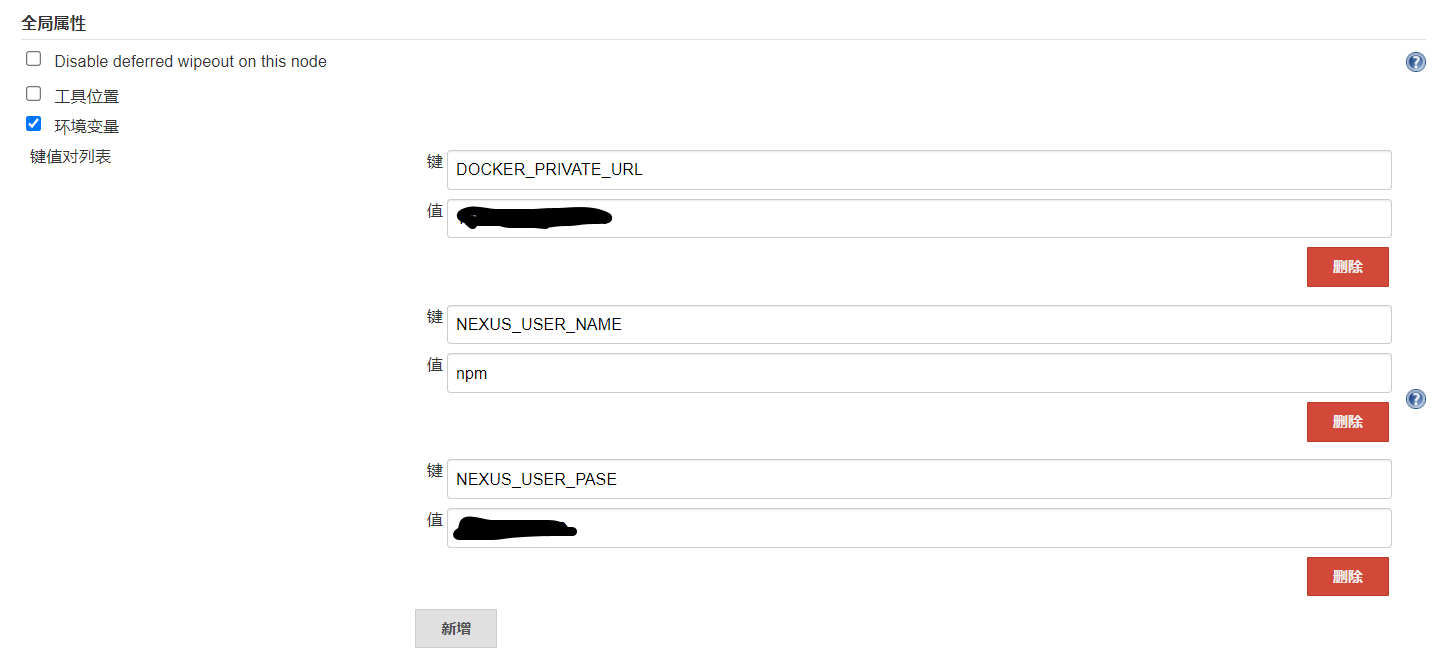 全局属性
Disable deferred wipeout on this node
工具位置
环境变量
键值对列表
键 DOCKER_PRIVATE_URL
值
删除
键 NEXUS_USER_NAME
值 npm
删除
键 NEXUS_USER_PASE
值
删除
新增